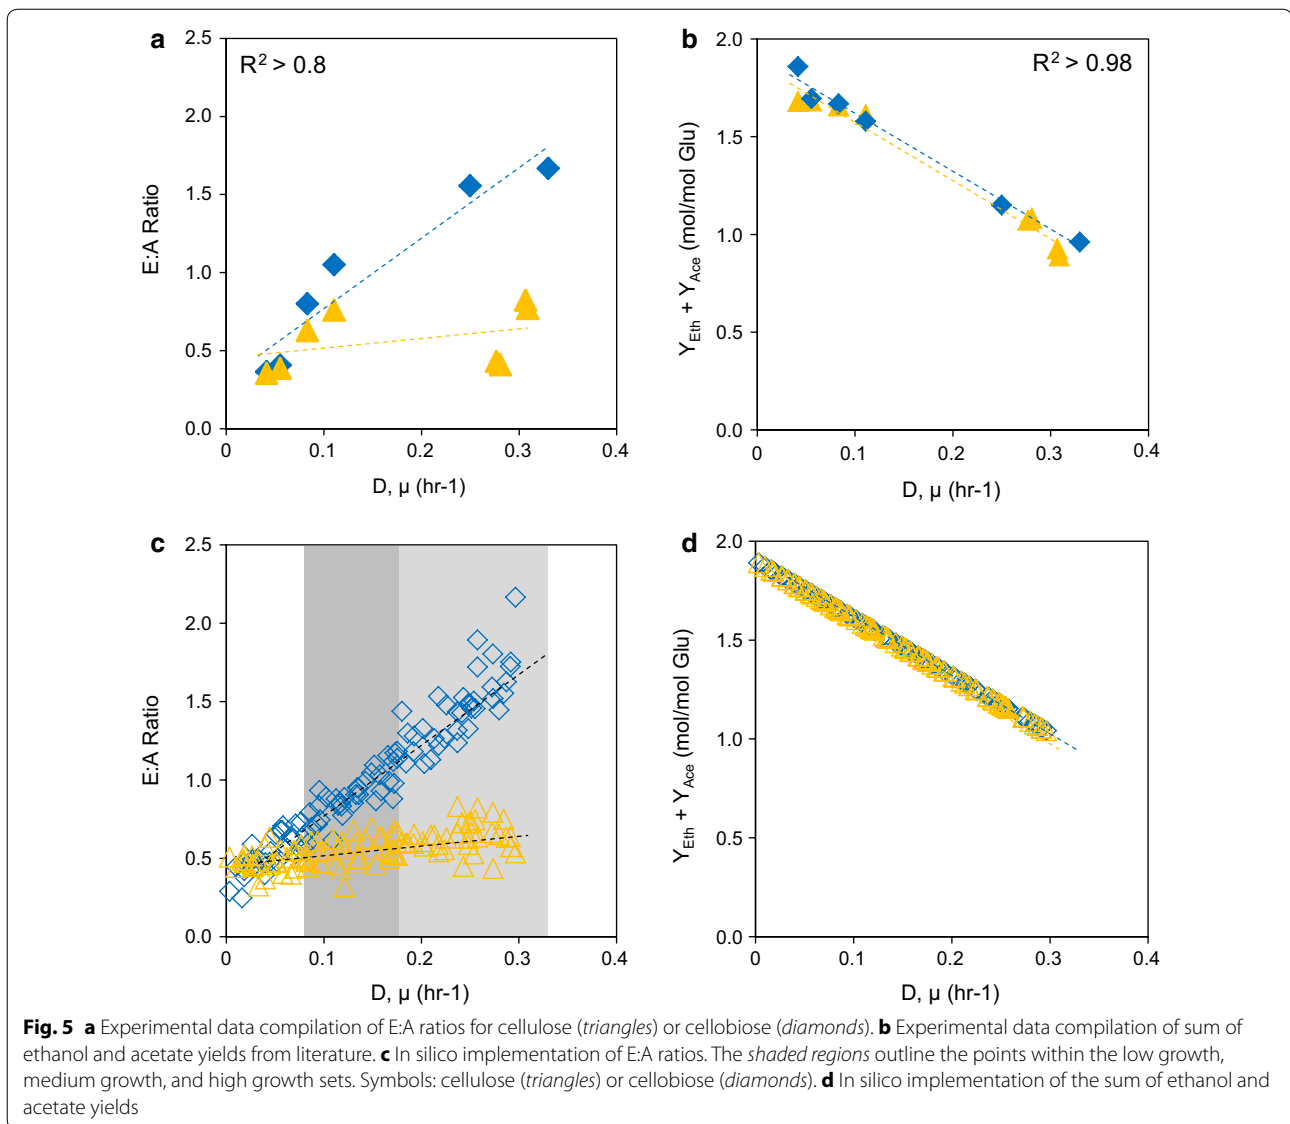 a
2.5
2.0
1.5
1.0
0.5
0.0
E:A Ratio
R² > 0.8
0
0.1
0.2
0.3
0.4
D, μ (hr-1)
b
2.0
1.5
1.0
0.5
0.0
Y_Eth + Y_Ace (mol/mol Glu)
R² > 0.98
0
0.1
0.2
0.3
0.4
D, μ (hr-1)
c
2.5
2.0
1.5
1.0
0.5
0.0
E:A Ratio
0
0.1
0.2
0.3
0.4
D, μ (hr-1)
d
2.0
1.5
1.0
0.5
0.0
Y_Eth + Y_Ace (mol/mol Glu)
0
0.1
0.2
0.3
0.4
D, μ (hr-1)
Fig. 5 a Experimental data compilation of E:A ratios for cellulose (triangles) or cellobiose (diamonds). b Experimental data compilation of sum of
ethanol and acetate yields from literature. c In silico implementation of E:A ratios. The shaded regions outline the points within the low growth,
medium growth, and high growth sets. Symbols: cellulose (triangles) or cellobiose (diamonds). d In silico implementation of the sum of ethanol and
acetate yields